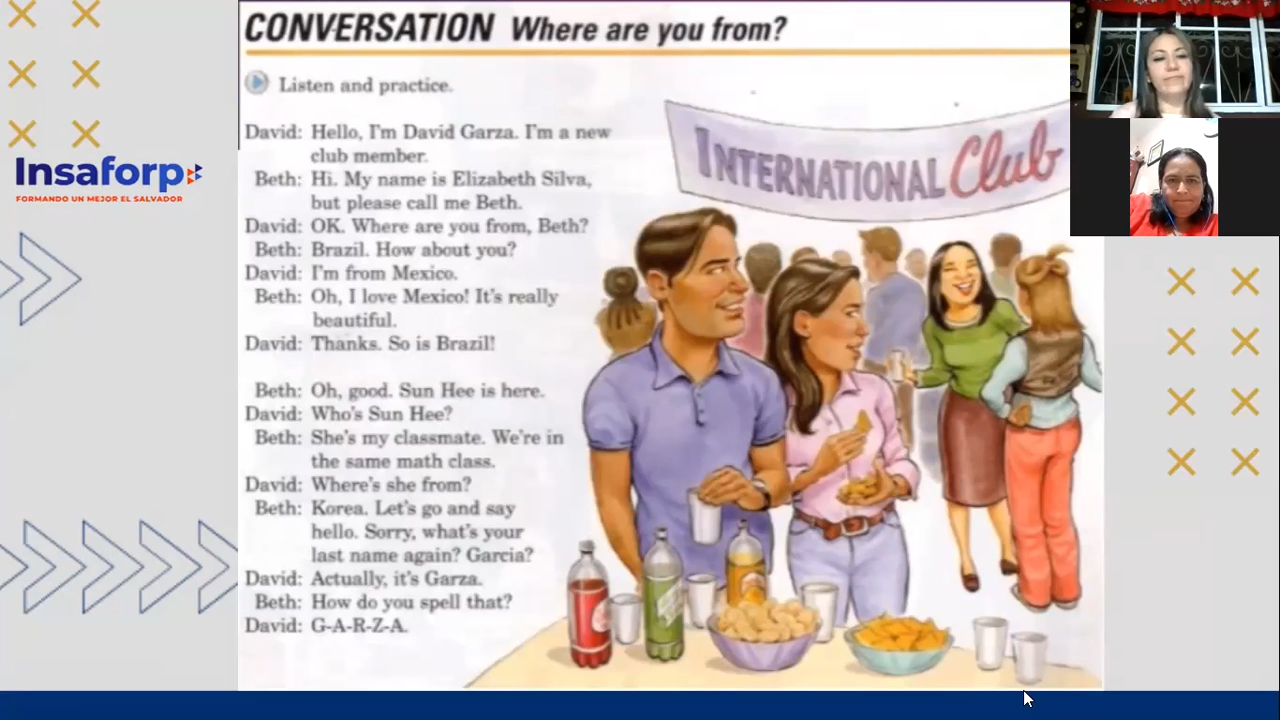 CONVERSATION Where are you from?
Listen and practice.
David: Hello, I'm David Garza. I'm a new
club member.
Beth: Hi. My name is Elizabeth Silva,
but please call me Beth.
David: OK. Where are you from, Beth?
Beth: Brazil. How about you?
David: I'm from Mexico.
Beth: Oh, I love Mexico! It's really
beautiful.
David: Thanks. So is Brazil!
Beth: Oh, good. Sun Hee is here.
David: Who's Sun Hee?
Beth: She's my classmate. We're in
the same math class.
David: Where's she from?
Beth: Korea. Let's go and say
hello. Sorry, what's your
last name again? Garcia?
David: Actually, it's Garza.
Beth: How do you spell that?
David: G-A-R-Z-A.
INTERNATIONAL Club
Insaforp
FORMANDO UN MEJOR EL SALVADOR